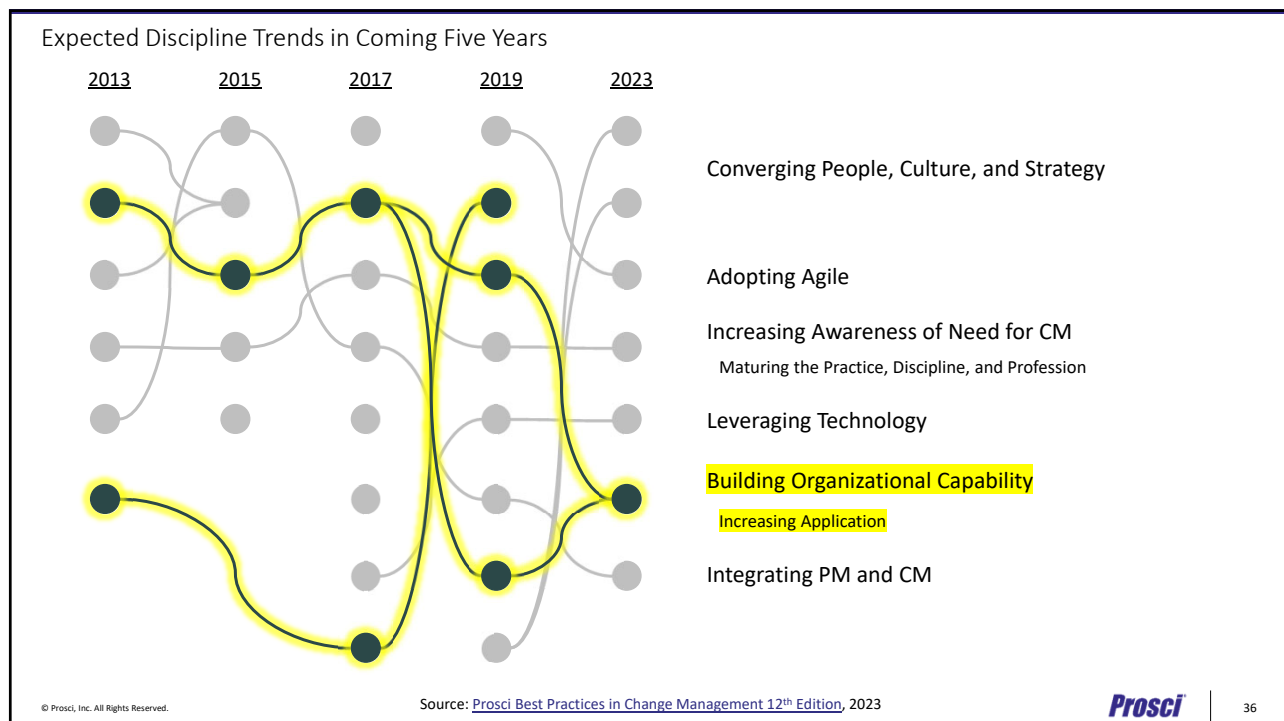 Expected Discipline Trends in Coming Five Years
2013 2015 2017 2019 2023
Converging People, Culture, and Strategy
Adopting Agile
Increasing Awareness of Need for CM
Maturing the Practice, Discipline, and Profession
Leveraging Technology
Building Organizational Capability
Increasing Application
Integrating PM and CM
© Prosci, Inc. All Rights Reserved.
Source: Prosci Best Practices in Change Management 12th Edition, 2023
Prosci
36